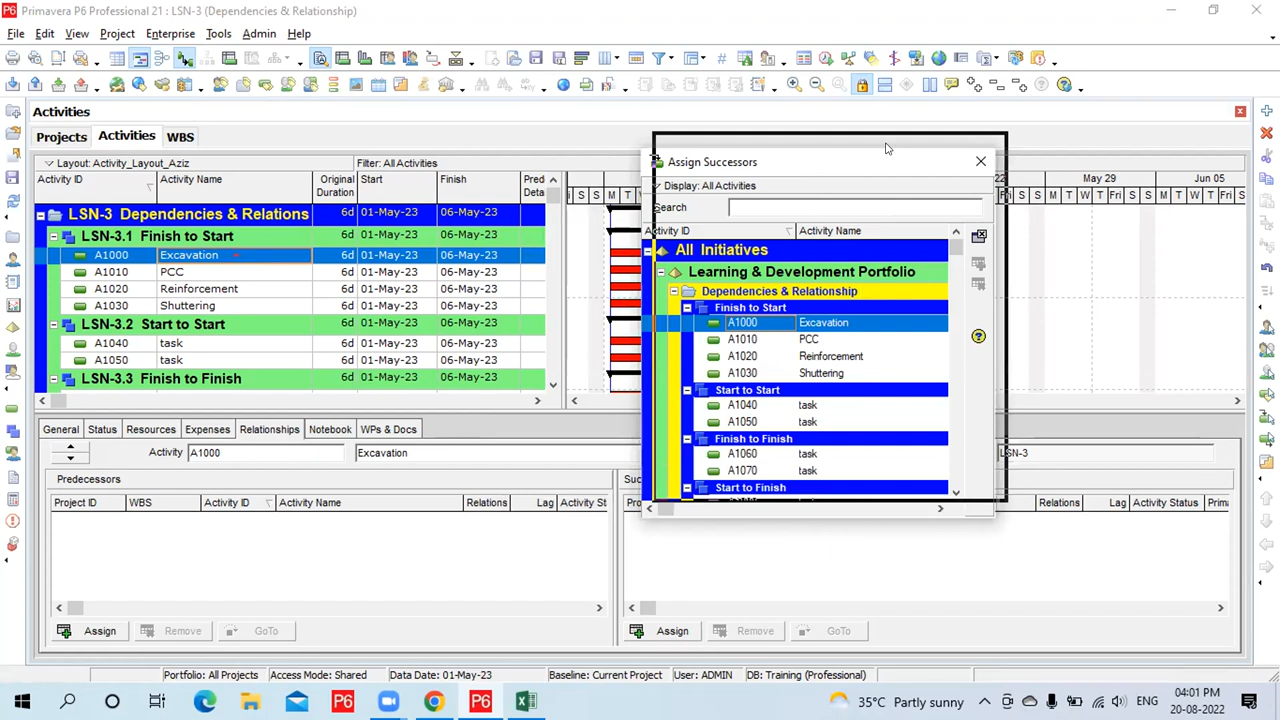 P6 Primavera P6 Professional 21 : LSN-3 (Dependencies & Relationship)
File Edit View Project Enterprise Tools Admin Help
Activities
Projects Activities WBS
Layout: Activity_Layout_Aziz Filter: All Activities
Activity ID Activity Name Original Duration Start Finish Pred Deta
22 May 29 Jun 05
F S S M T Fri S S M T W T F S S M T W T F S
LSN-3 Dependencies & Relations 6d 01-May-23 06-May-23
LSN-3.1 Finish to Start 6d 01-May-23 06-May-23
A1000 Excavation 6d 01-May-23 06-May-23
A1010 PCC 6d 01-May-23 06-May-23
A1020 Reinforcement 6d 01-May-23 06-May-23
A1030 Shuttering 6d 01-May-23 06-May-23
LSN-3.2 Start to Start 6d 01-May-23 06-May-23
A1040 task 6d 01-May-23 06-May-23
A1050 task 6d 01-May-23 06-May-23
LSN-3.3 Finish to Finish 6d 01-May-23 06-May-23
Assign Successors
Display: All Activities
Search
Activity ID Activity Name
All Initiatives
Learning & Development Portfolio
Dependencies & Relationship
Finish to Start
A1000 Excavation
A1010 PCC
A1020 Reinforcement
A1030 Shuttering
Start to Start
A1040 task
A1050 task
Finish to Finish
A1060 task
A1070 task
Start to Finish
General Status Resources Expenses Relationships Notebook WPs & Docs
Activity A1000 Excavation LSN-3
Predecessors
Suc
Project ID WBS Activity ID Activity Name Relations Lag Activity St
Pro Relations Lag Activity Status Prima
Assign Remove GoTo
Assign Remove GoTo
Portfolio: All Projects Access Mode: Shared Data Date: 01-May-23 Baseline: Current Project User: ADMIN DB: Training (Professional)
P6 P6 35°C Partly sunny ENG 04:01 PM
20-08-2022